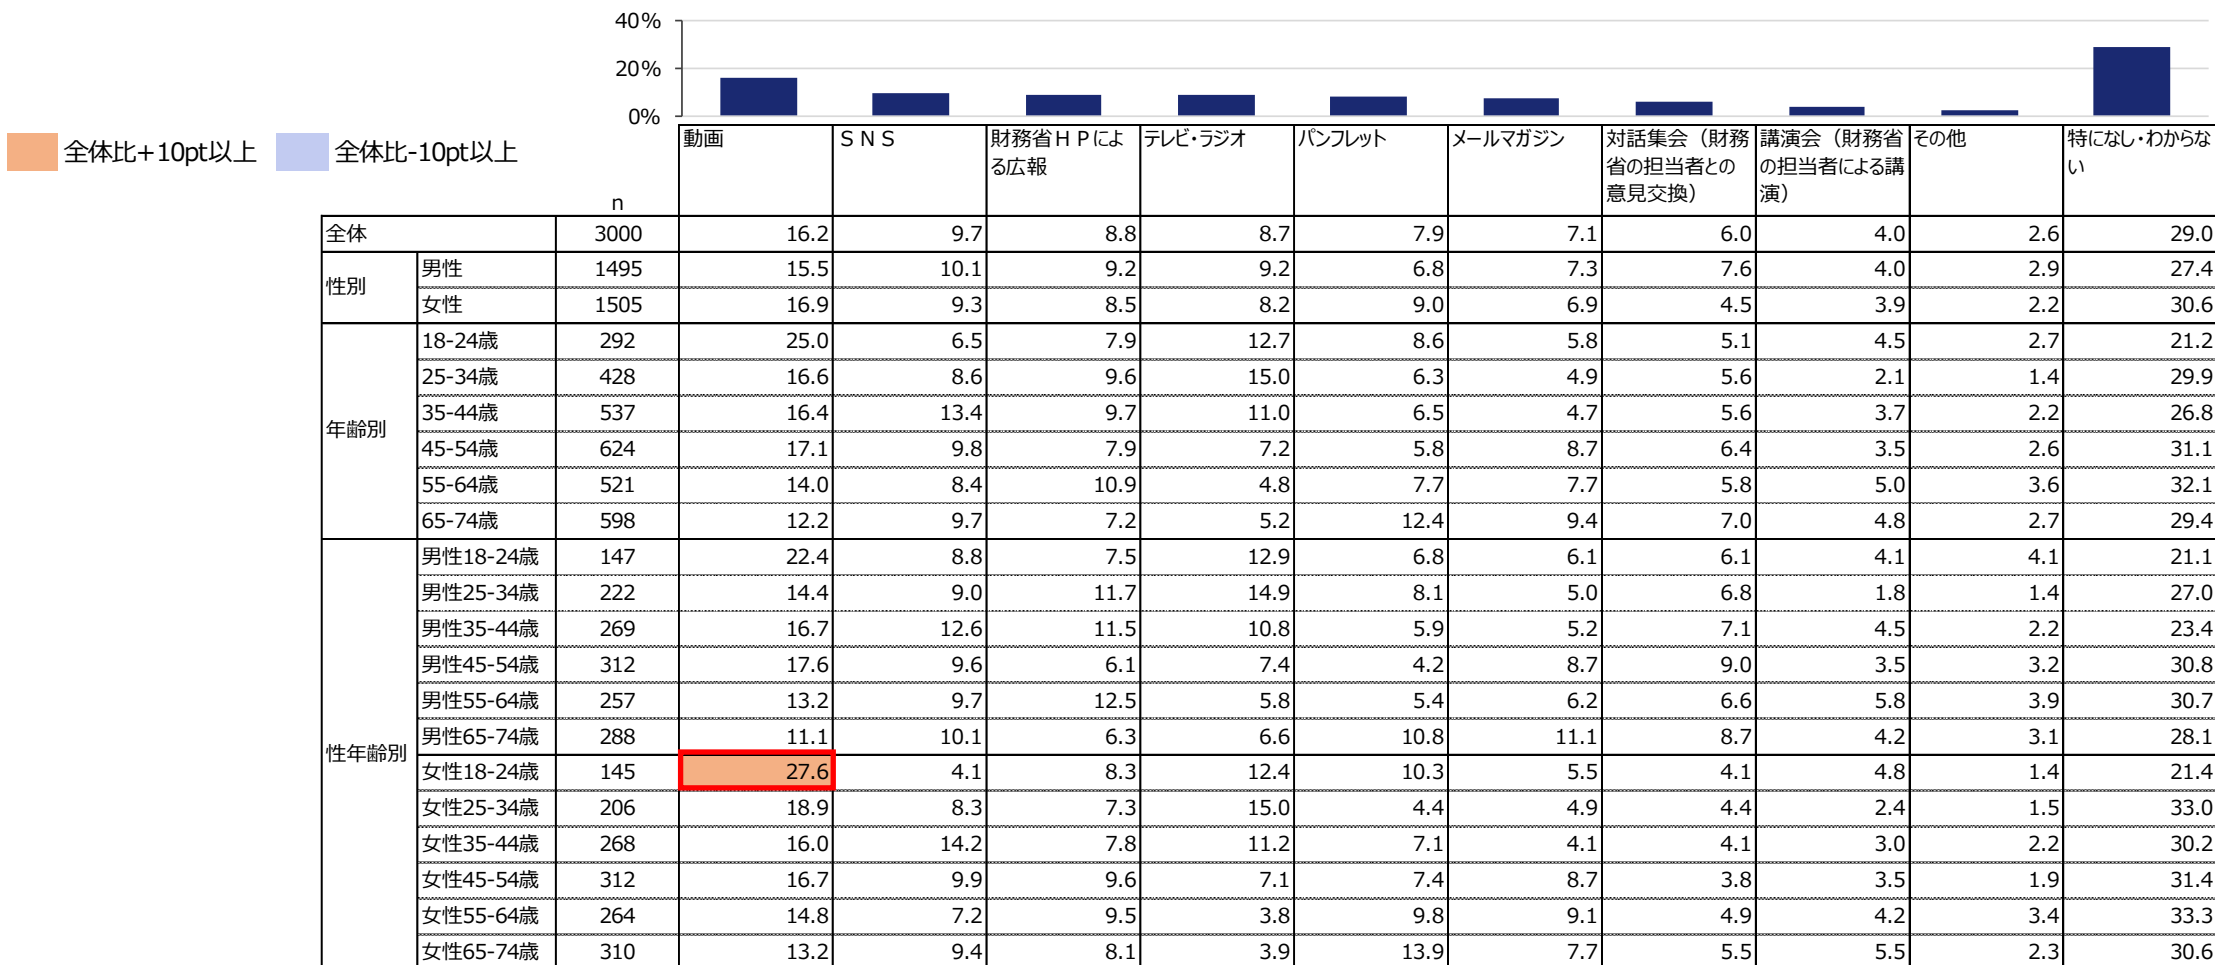 40%
20%
0%
全体比+10pt以上 全体比-10pt以上
n 動画 ＳＮＳ 財務省ＨＰによる広報 テレビ・ラジオ パンフレット メールマガジン 対話集会（財務省の担当者との意見交換） 講演会（財務省の担当者による講演） その他 特になし・わからない
全体 3000 16.2 9.7 8.8 8.7 7.9 7.1 6.0 4.0 2.6 29.0
性別
男性 1495 15.5 10.1 9.2 9.2 6.8 7.3 7.6 4.0 2.9 27.4
女性 1505 16.9 9.3 8.5 8.2 9.0 6.9 4.5 3.9 2.2 30.6
年齢別
18-24歳 292 25.0 6.5 7.9 12.7 8.6 5.8 5.1 4.5 2.7 21.2
25-34歳 428 16.6 8.6 9.6 15.0 6.3 4.9 5.6 2.1 1.4 29.9
35-44歳 537 16.4 13.4 9.7 11.0 6.5 4.7 5.6 3.7 2.2 26.8
45-54歳 624 17.1 9.8 7.9 7.2 5.8 8.7 6.4 3.5 2.6 31.1
55-64歳 521 14.0 8.4 10.9 4.8 7.7 7.7 5.8 5.0 3.6 32.1
65-74歳 598 12.2 9.7 7.2 5.2 12.4 9.4 7.0 4.8 2.7 29.4
性年齢別
男性18-24歳 147 22.4 8.8 7.5 12.9 6.8 6.1 6.1 4.1 4.1 21.1
男性25-34歳 222 14.4 9.0 11.7 14.9 8.1 5.0 6.8 1.8 1.4 27.0
男性35-44歳 269 16.7 12.6 11.5 10.8 5.9 5.2 7.1 4.5 2.2 23.4
男性45-54歳 312 17.6 9.6 6.1 7.4 4.2 8.7 9.0 3.5 3.2 30.8
男性55-64歳 257 13.2 9.7 12.5 5.8 5.4 6.2 6.6 5.8 3.9 30.7
男性65-74歳 288 11.1 10.1 6.3 6.6 10.8 11.1 8.7 4.2 3.1 28.1
女性18-24歳 145 27.6 4.1 8.3 12.4 10.3 5.5 4.1 4.8 1.4 21.4
女性25-34歳 206 18.9 8.3 7.3 15.0 4.4 4.9 4.4 2.4 1.5 33.0
女性35-44歳 268 16.0 14.2 7.8 11.2 7.1 4.1 4.1 3.0 2.2 30.2
女性45-54歳 312 16.7 9.9 9.6 7.1 7.4 8.7 3.8 3.5 1.9 31.4
女性55-64歳 264 14.8 7.2 9.5 3.8 9.8 9.1 4.9 4.2 3.4 33.3
女性65-74歳 310 13.2 9.4 8.1 3.9 13.9 7.7 5.5 5.5 2.3 30.6